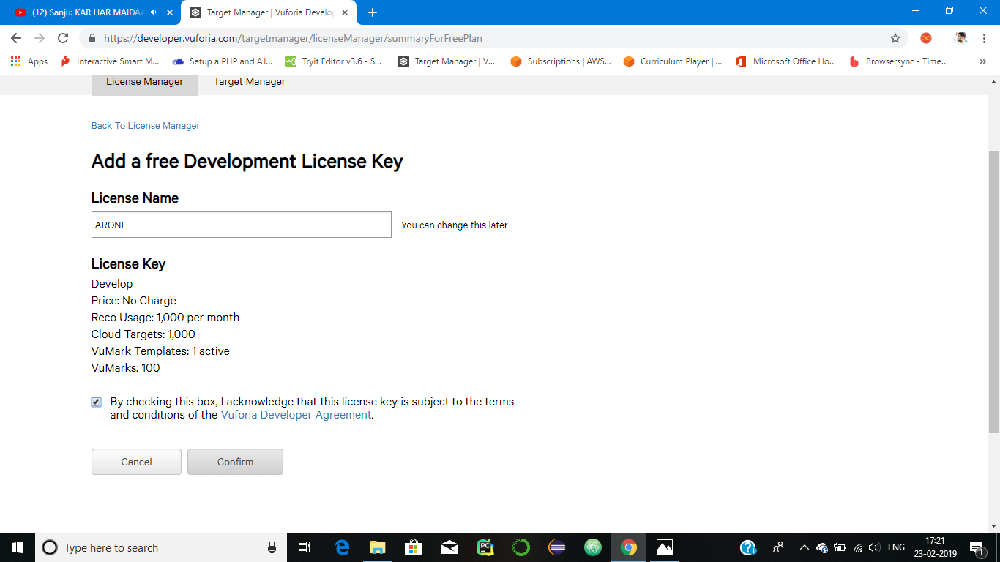 (12) Sanju: KAR HAR MAIDA
Target Manager | Vuforia Develop
https://developer.vuforia.com/targetmanager/licenseManager/summaryForFreePlan
Apps
Interactive Smart M...
Setup a PHP and AJ...
Tryit Editor v3.6 - S...
Target Manager | V...
Subscriptions | AWS...
Curriculum Player | ...
Microsoft Office Ho...
Browsersync - Time...
License Manager
Target Manager
Back To License Manager
Add a free Development License Key
License Name
ARONE
You can change this later
License Key
Develop
Price: No Charge
Reco Usage: 1,000 per month
Cloud Targets: 1,000
VuMark Templates: 1 active
VuMarks: 100
By checking this box, I acknowledge that this license key is subject to the terms
and conditions of the Vuforia Developer Agreement.
Cancel
Confirm
Type here to search
PC
ENG
17:21
23-02-2019
1